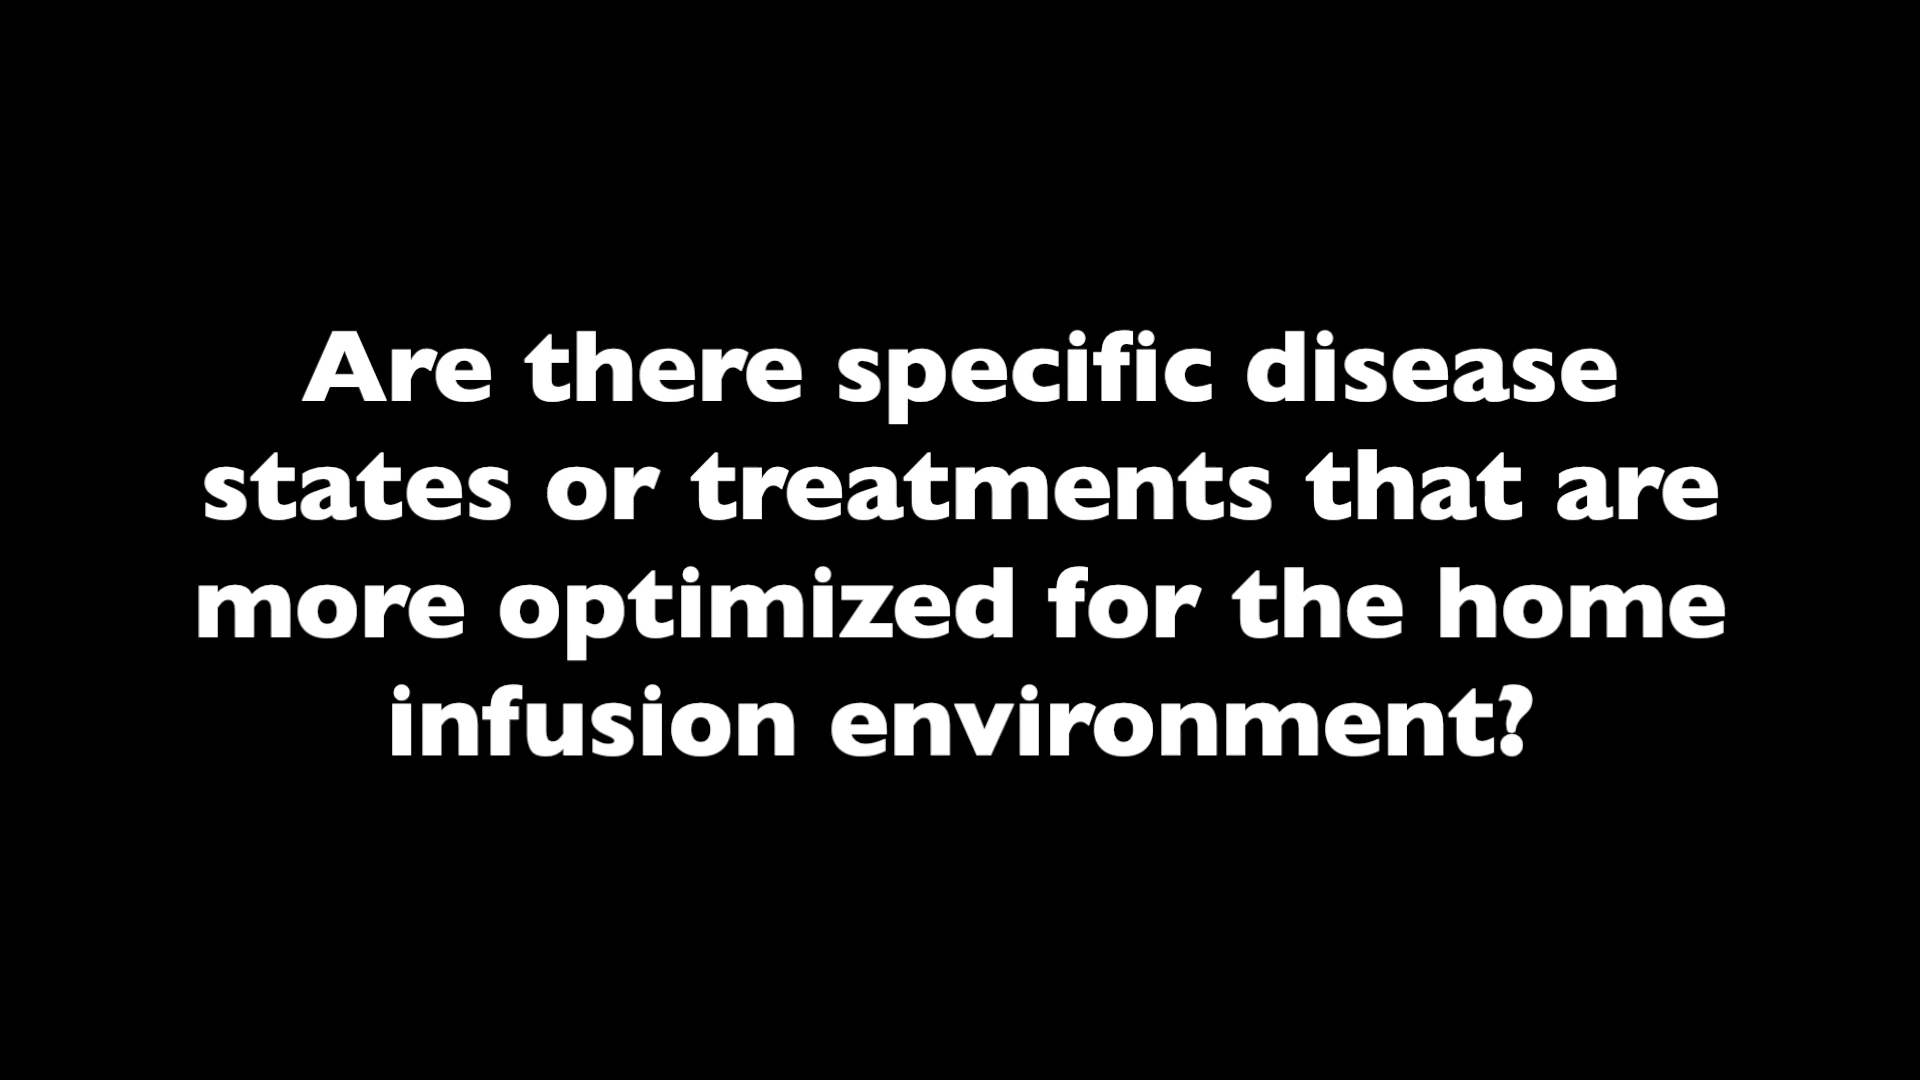 Are there specific disease
states or treatments that are
more optimized for the home
infusion environment?